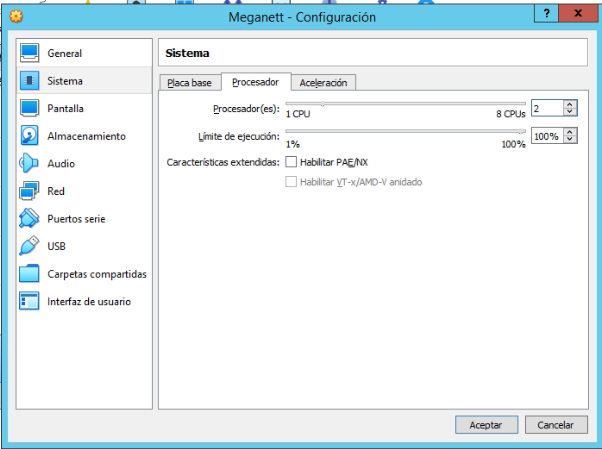 Meganett - Configuración
?
x
General
Sistema
Pantalla
Almacenamiento
Audio
Red
Puertos serie
USB
Carpetas compartidas
Interfaz de usuario
Sistema
Placa base Procesador Aceleración
Procesador(es): 2
1 CPU 8 CPUs
Límite de ejecución: 100%
1% 100%
Características extendidas: Habilitar PAE/NX
Habilitar VT-x/AMD-V anidado
Aceptar Cancelar